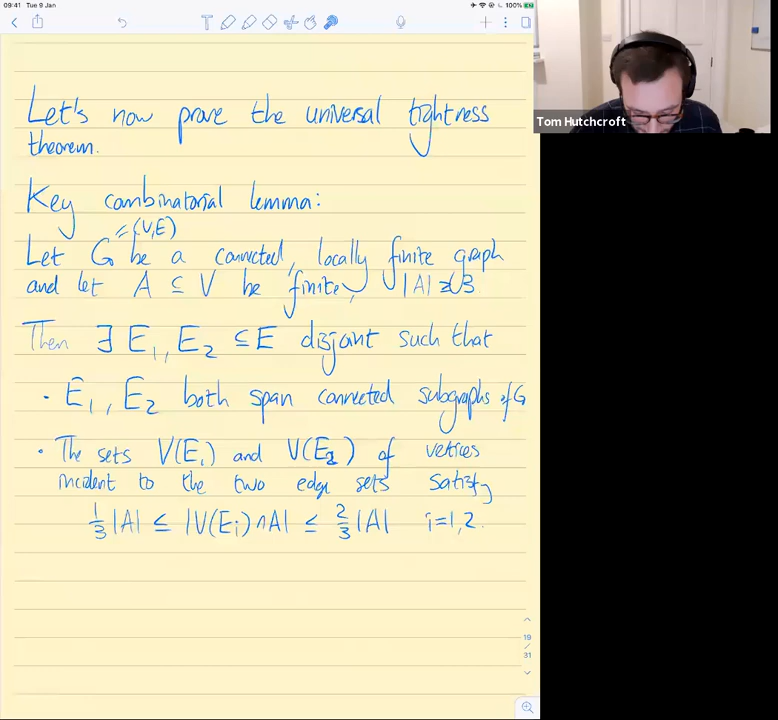 09:41 Tue 9 Jan
100%
Tom Hutchcroft
Let's now prove the universal tightness
theorem.
Key combinatorial lemma:
=(V,E)
Let G be a connected, locally finite graph
and let A ⊆ V be finite, |A| ≥ 3
Then ∃ E₁, E₂ ⊆ E disjoint such that
· E₁, E₂ both span connected subgraphs of G
· The sets V(E₁) and V(E₂) of vertices
incident to the two edge sets satisfy
1/3 |A| ≤ |V(Eᵢ) ∩ A| ≤ 2/3 |A| i=1,2.
19
/
31